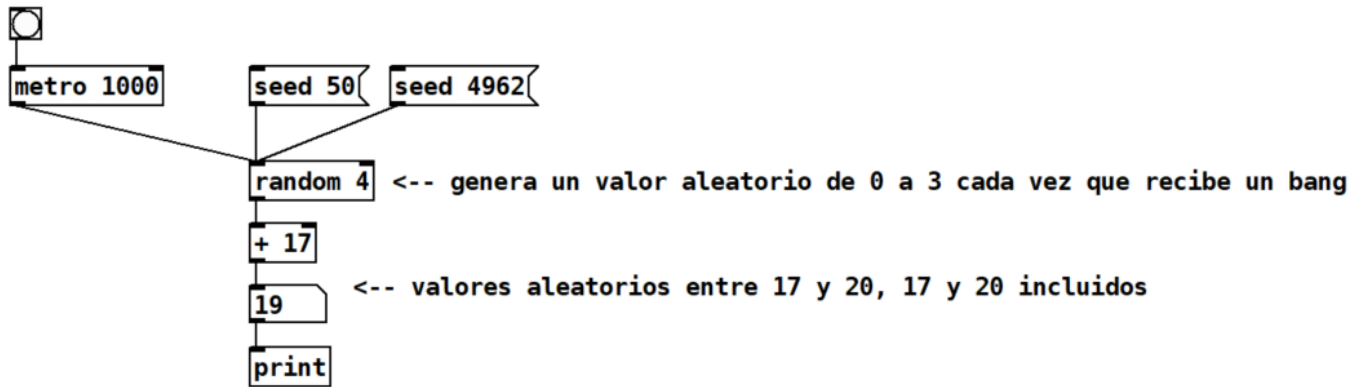 metro 1000
seed 50
seed 4962
random 4
<-- genera un valor aleatorio de 0 a 3 cada vez que recibe un bang
+ 17
<-- valores aleatorios entre 17 y 20, 17 y 20 incluidos
19
print